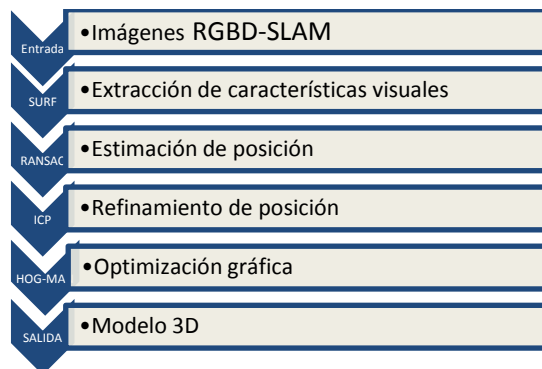 Entrada
•Imágenes RGBD-SLAM
SURF
•Extracción de características visuales
RANSAC
•Estimación de posición
ICP
•Refinamiento de posición
HOG-MA
•Optimización gráfica
SALIDA
•Modelo 3D